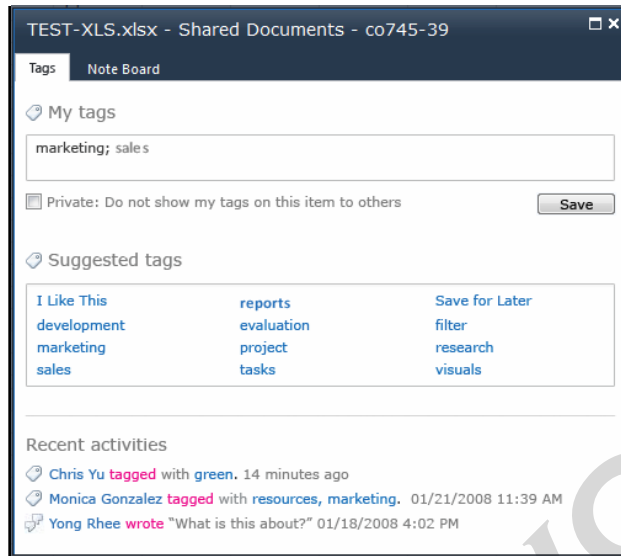 TEST-XLS.xlsx - Shared Documents - co745-39
Tags Note Board
My tags
marketing; sales
Private: Do not show my tags on this item to others Save
Suggested tags
I Like This reports Save for Later
development evaluation filter
marketing project research
sales tasks visuals
Recent activities
Chris Yu tagged with green. 14 minutes ago
Monica Gonzalez tagged with resources, marketing. 01/21/2008 11:39 AM
Yong Rhee wrote “What is this about?” 01/18/2008 4:02 PM